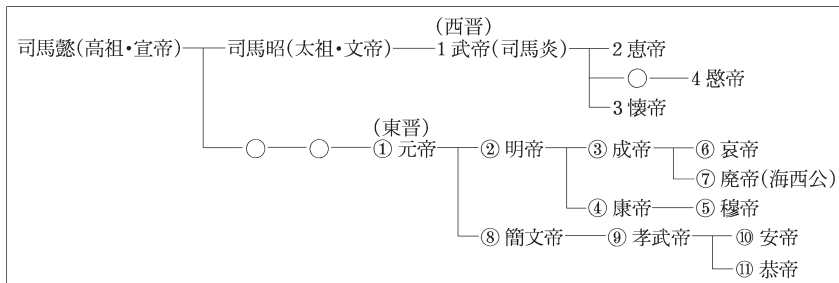 (西晋)
司馬懿(高祖・宣帝) 司馬昭(太祖・文帝) 1 武帝(司馬炎) 2 恵帝
○ 4 愍帝
3 懐帝
(東晋)
○ ○ ① 元帝 ② 明帝 ③ 成帝 ⑥ 哀帝
⑦ 廃帝(海西公)
④ 康帝 ⑤ 穆帝
⑧ 簡文帝 ⑨ 孝武帝 ⑩ 安帝
⑪ 恭帝